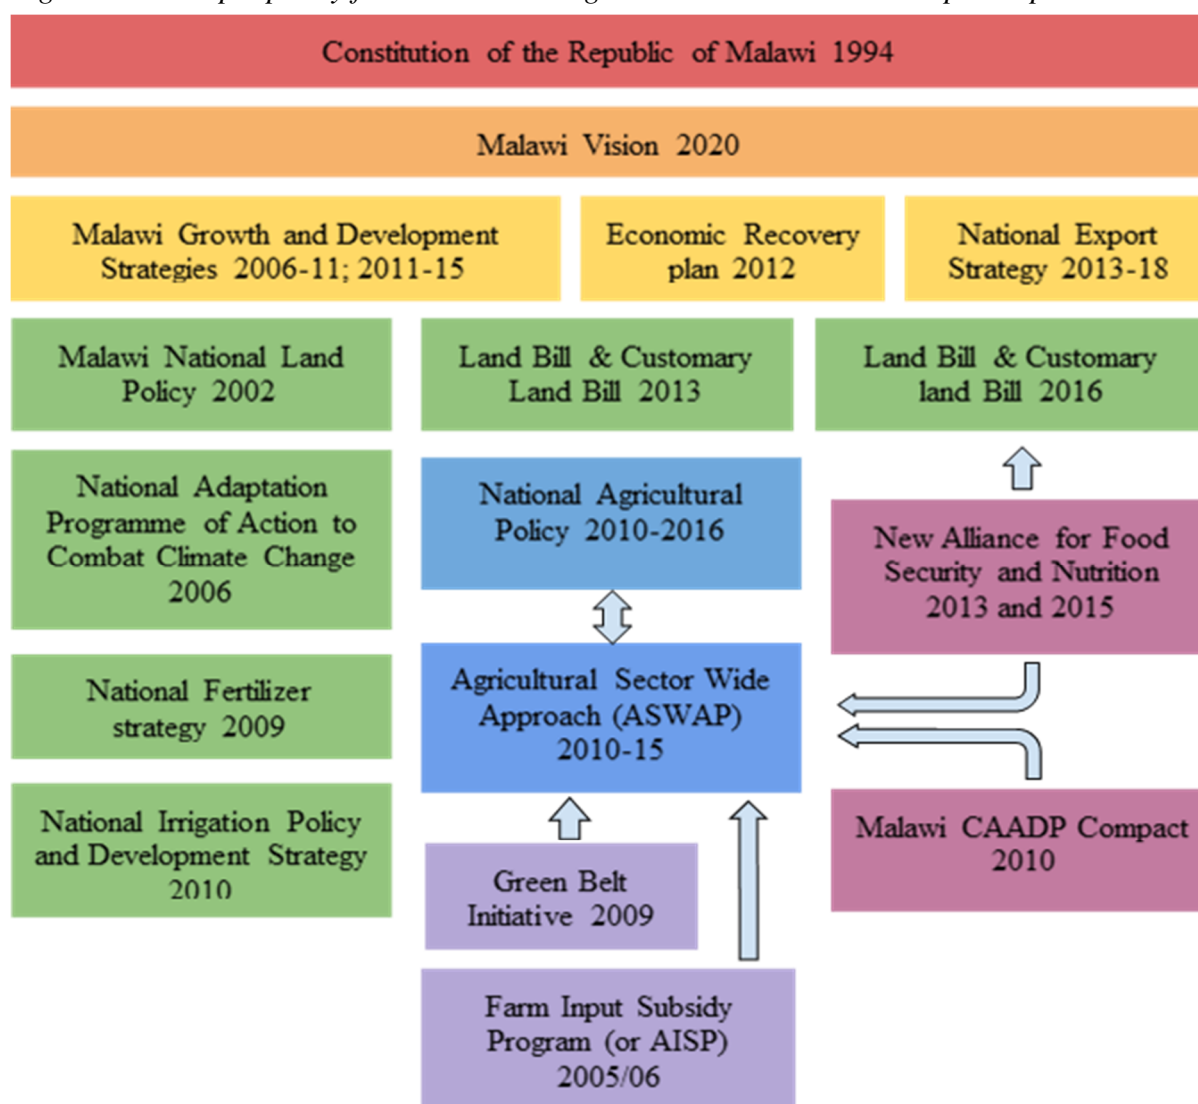 Constitution of the Republic of Malawi 1994
Malawi Vision 2020
Malawi Growth and Development
Strategies 2006-11; 2011-15
Economic Recovery
plan 2012
National Export
Strategy 2013-18
Malawi National Land
Policy 2002
Land Bill & Customary
Land Bill 2013
Land Bill & Customary
land Bill 2016
National Adaptation
Programme of Action to
Combat Climate Change
2006
National Agricultural
Policy 2010-2016
New Alliance for Food
Security and Nutrition
2013 and 2015
National Fertilizer
strategy 2009
Agricultural Sector Wide
Approach (ASWAP)
2010-15
National Irrigation Policy
and Development Strategy
2010
Malawi CAADP Compact
2010
Green Belt
Initiative 2009
Farm Input Subsidy
Program (or AISP)
2005/06